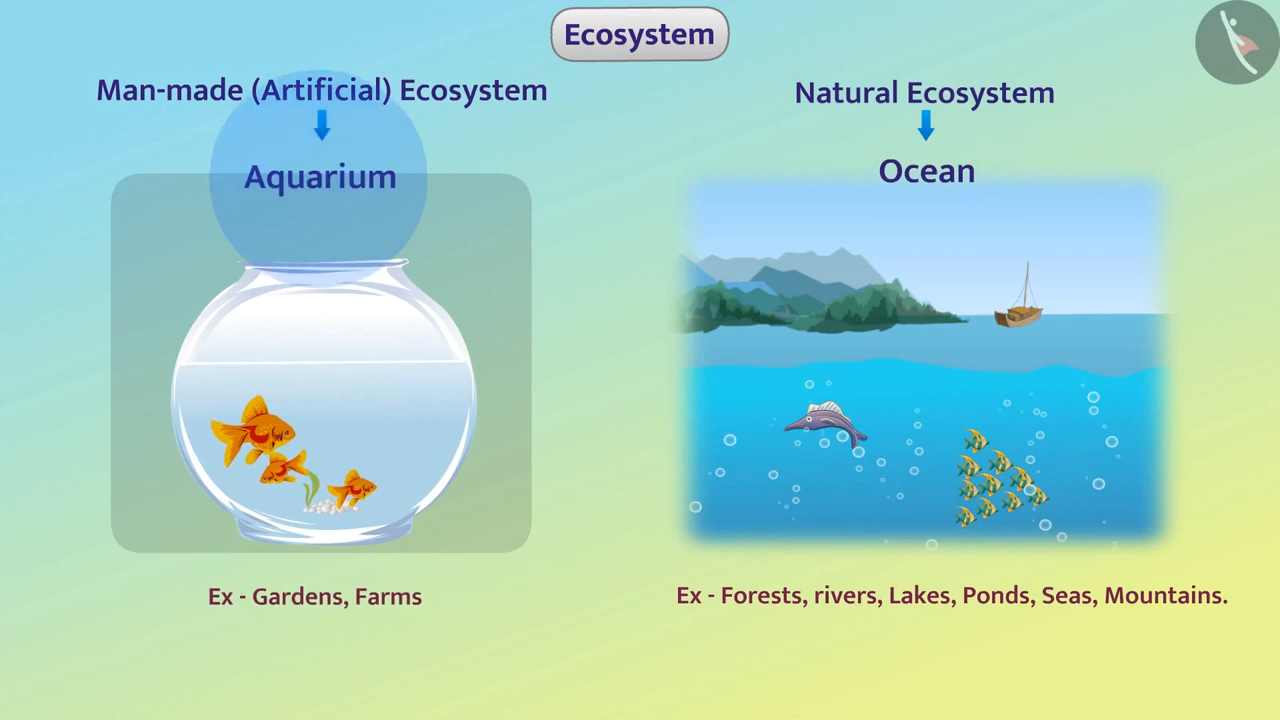 Ecosystem
Man-made (Artificial) Ecosystem
Aquarium
Ex - Gardens, Farms
Natural Ecosystem
Ocean
Ex - Forests, rivers, Lakes, Ponds, Seas, Mountains.